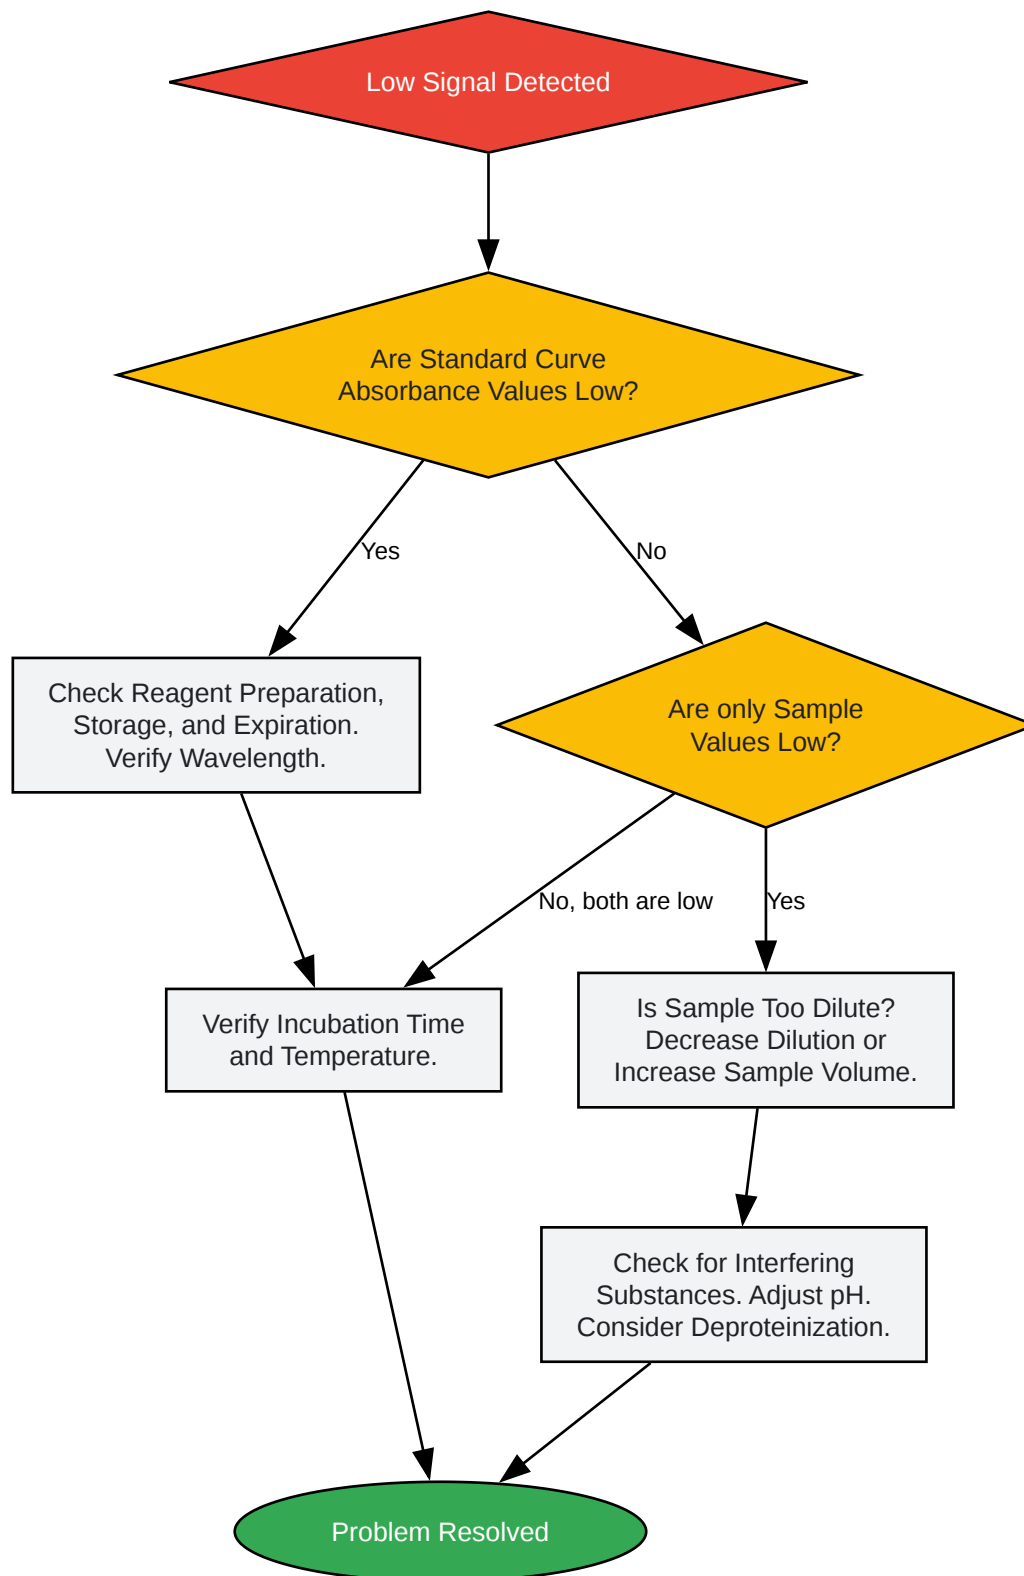 Low Signal Detected
Are Standard Curve
Absorbance Values Low?
Yes
No
Check Reagent Preparation,
Storage, and Expiration.
Verify Wavelength.
Are only Sample
Values Low?
No, both are low
Yes
Verify Incubation Time
and Temperature.
Is Sample Too Dilute?
Decrease Dilution or
Increase Sample Volume.
Check for Interfering
Substances. Adjust pH.
Consider Deproteinization.
Problem Resolved